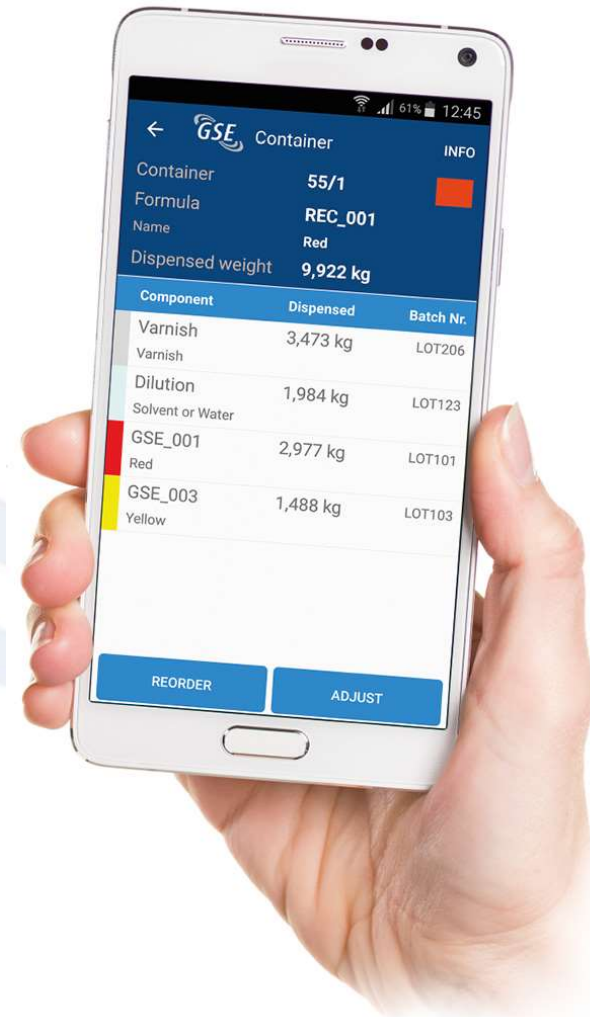 61% 12:45
GSE Container INFO
Container 55/1
Formula REC_001
Name Red
Dispensed weight 9,922 kg
Component Dispensed Batch Nr.
Varnish 3,473 kg LOT206
Varnish
Dilution 1,984 kg LOT123
Solvent or Water
GSE_001 2,977 kg LOT101
Red
GSE_003 1,488 kg LOT103
Yellow
REORDER ADJUST